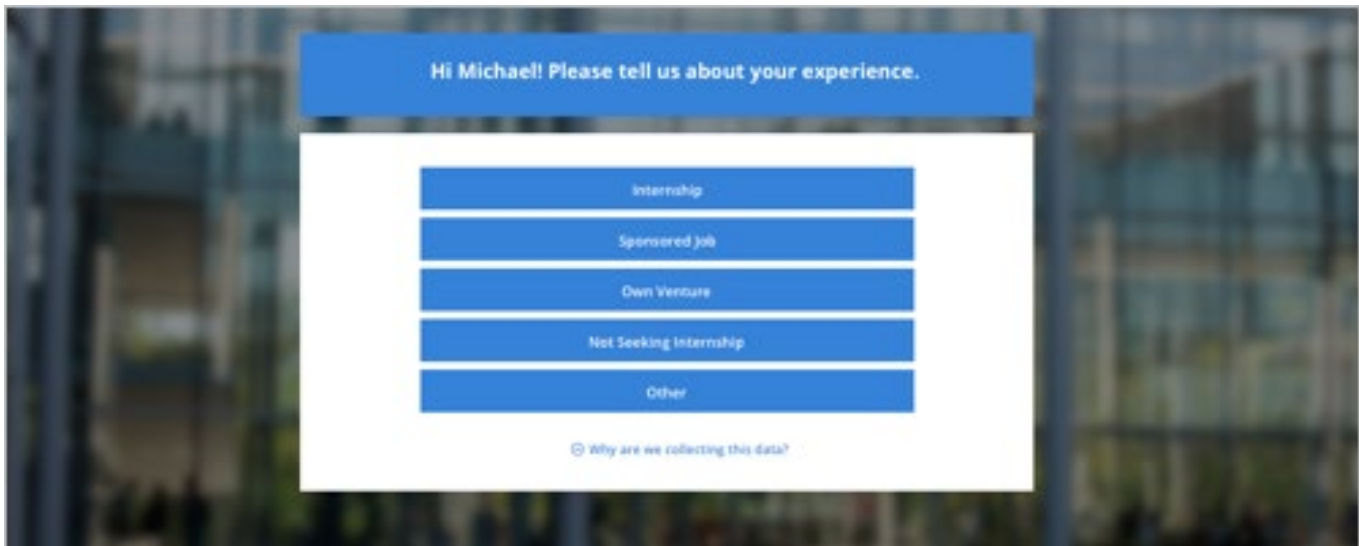 Hi Michael! Please tell us about your experience.
Internship
Sponsored Job
Own Venture
Not Seeking Internship
Other
Why are we collecting this data?